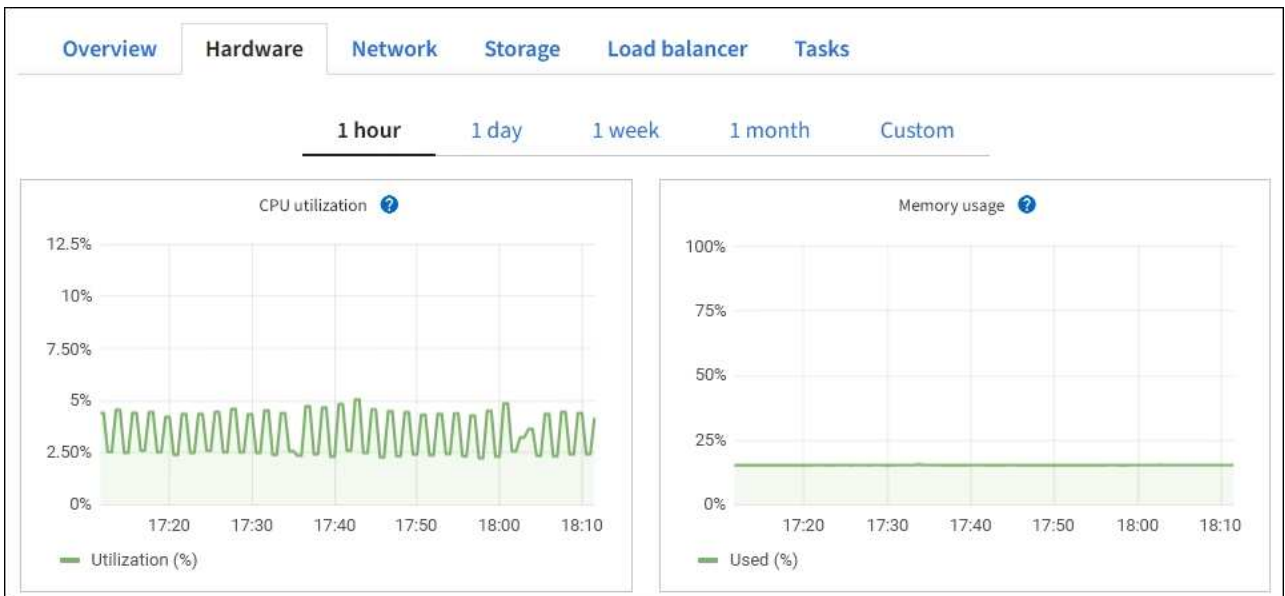 Overview Hardware Network Storage Load balancer Tasks
1 hour 1 day 1 week 1 month Custom
CPU utilization ?
12.5%
10%
7.50%
5%
2.50%
0%
17:20 17:30 17:40 17:50 18:00 18:10
Utilization (%)
Memory usage ?
100%
75%
50%
25%
0%
17:20 17:30 17:40 17:50 18:00 18:10
Used (%)